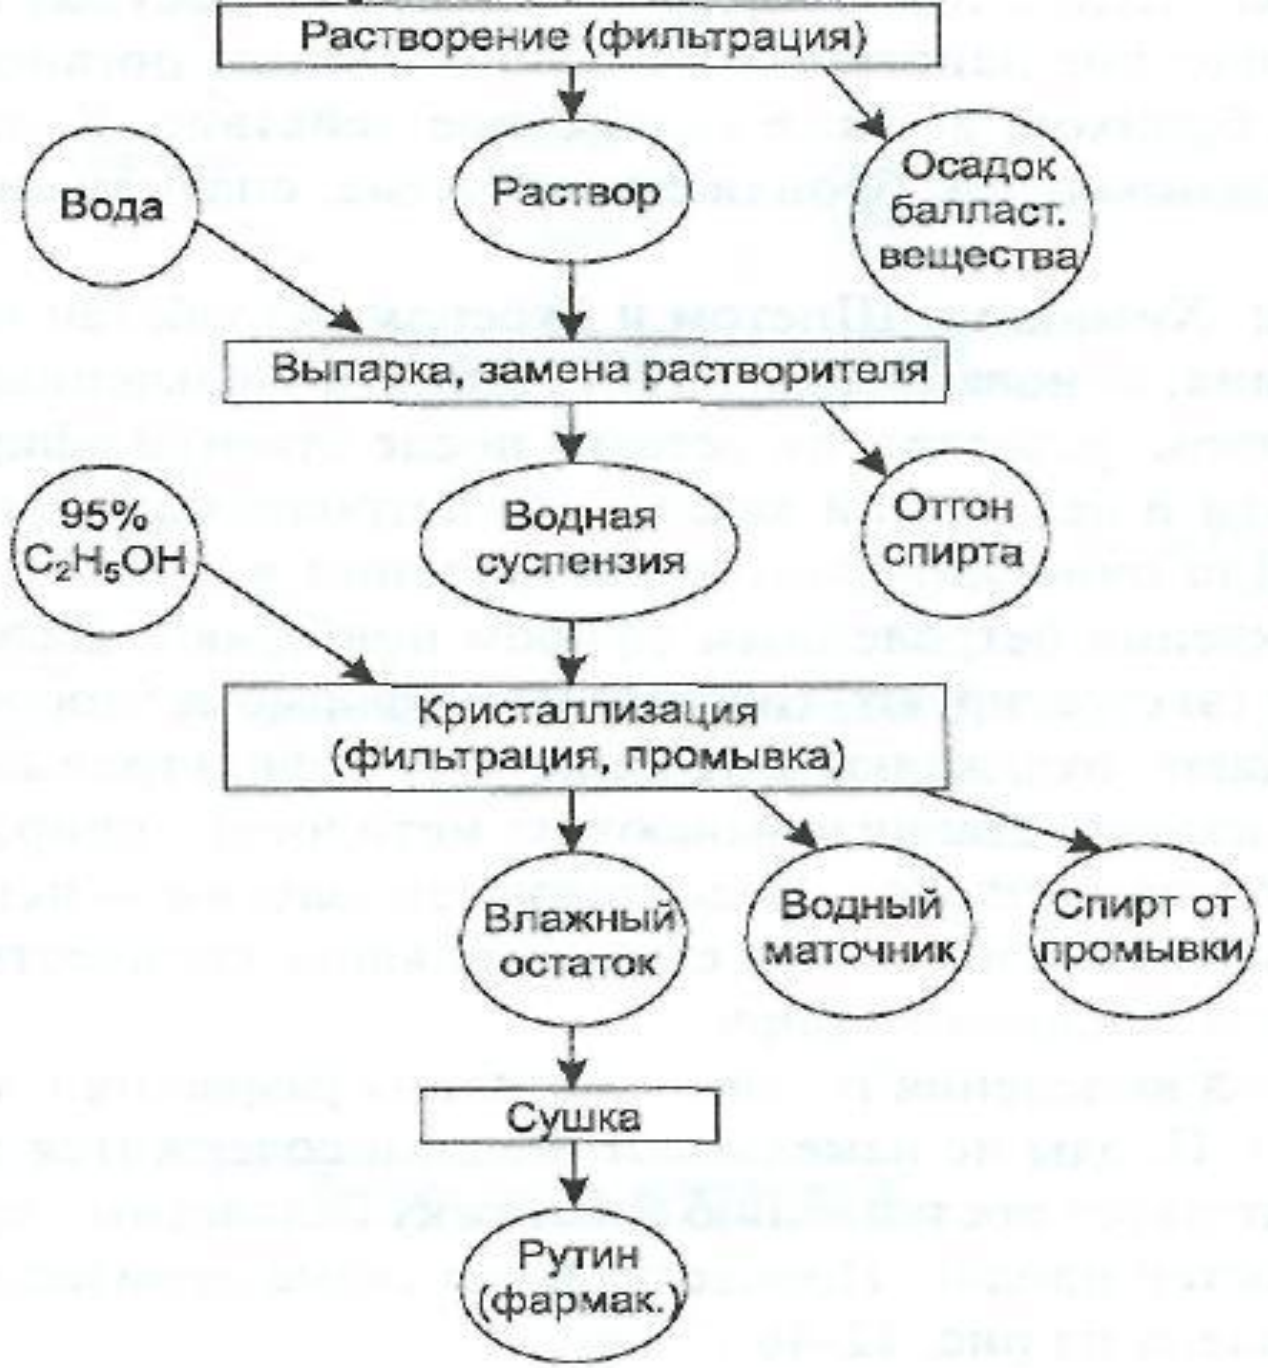 Растворение (фильтрация)
Вода
Раствор
Осадок
балласт.
вещества
Выпарка, замена растворителя
95%
C₂H₅OH
Водная
суспензия
Отгон
спирта
Кристаллизация
(фильтрация, промывка)
Влажный
остаток
Водный
маточник
Спирт от
промывки
Сушка
Рутин
(фармак.)